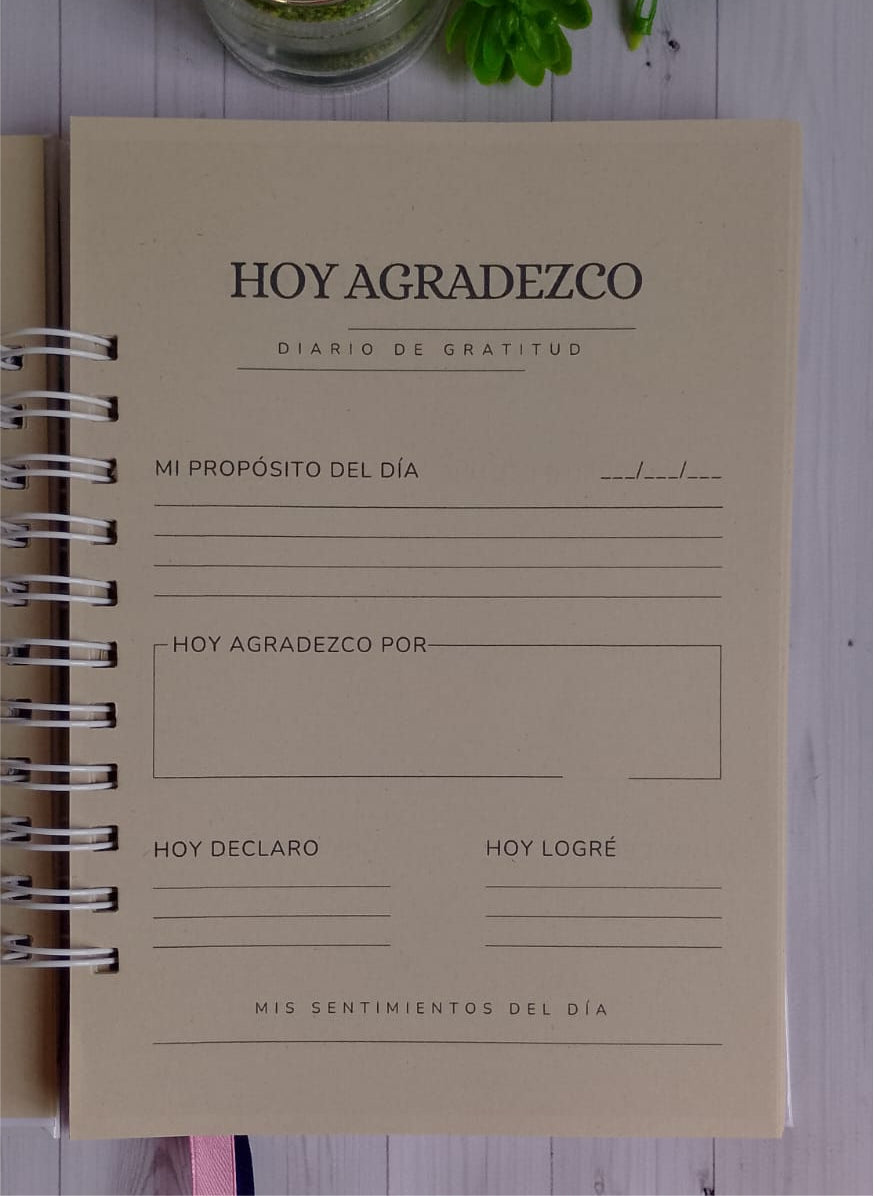 HOY AGRADEZCO
DIARIO DE GRATITUD
MI PROPÓSITO DEL DÍA ___/___/___
HOY AGRADEZCO POR
HOY DECLARO
HOY LOGRÉ
MIS SENTIMIENTOS DEL DÍA